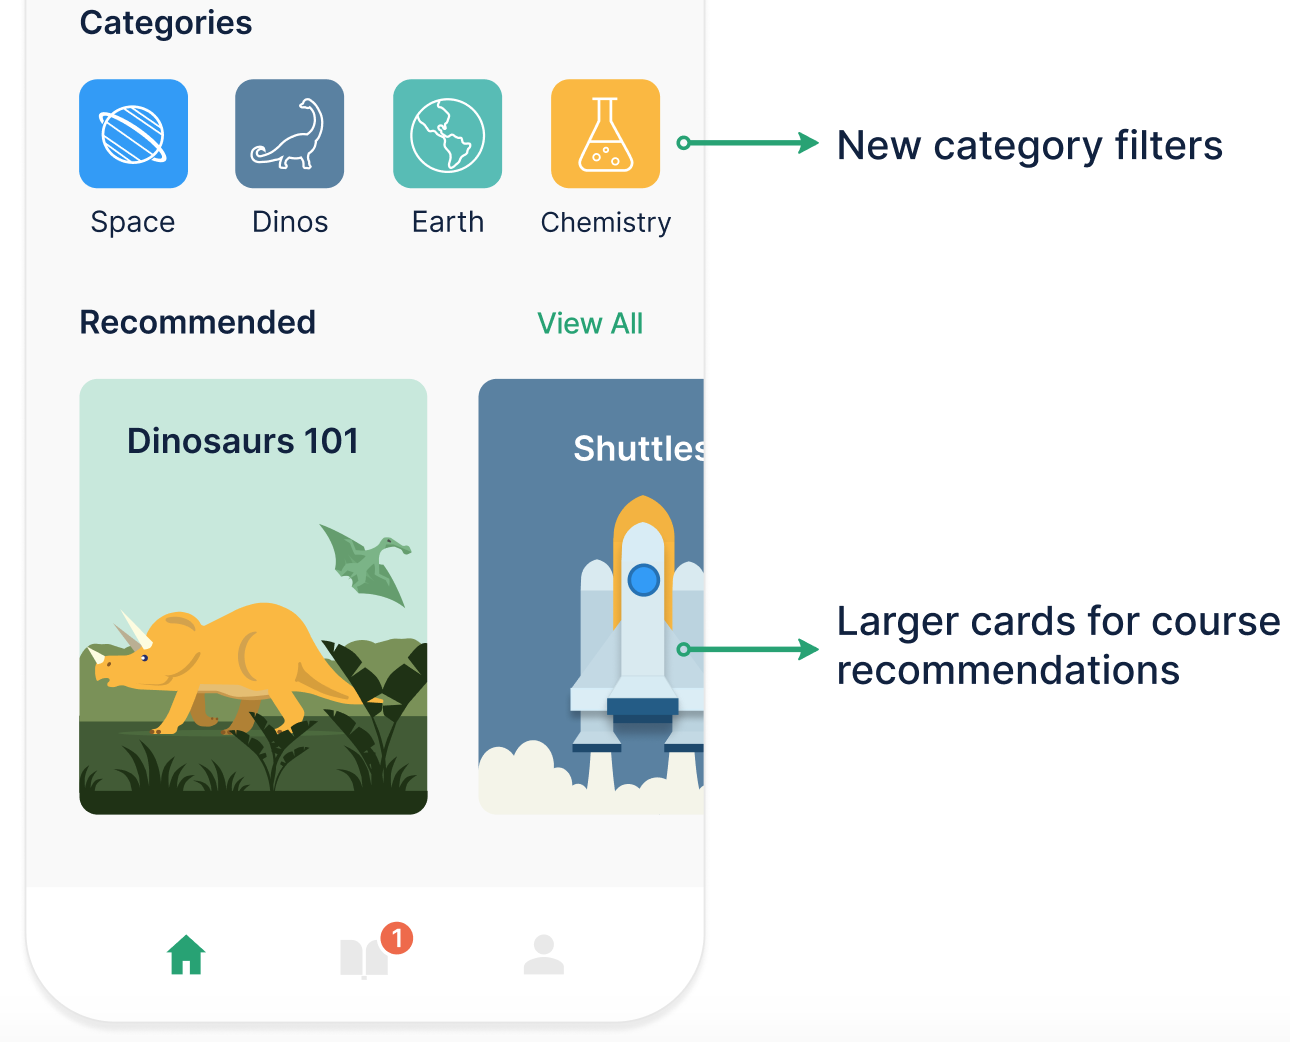 Categories
New category filters
Space
Dinos
Earth
Chemistry
Recommended
View All
Dinosaurs 101
Shuttles
Larger cards for course
recommendations
1